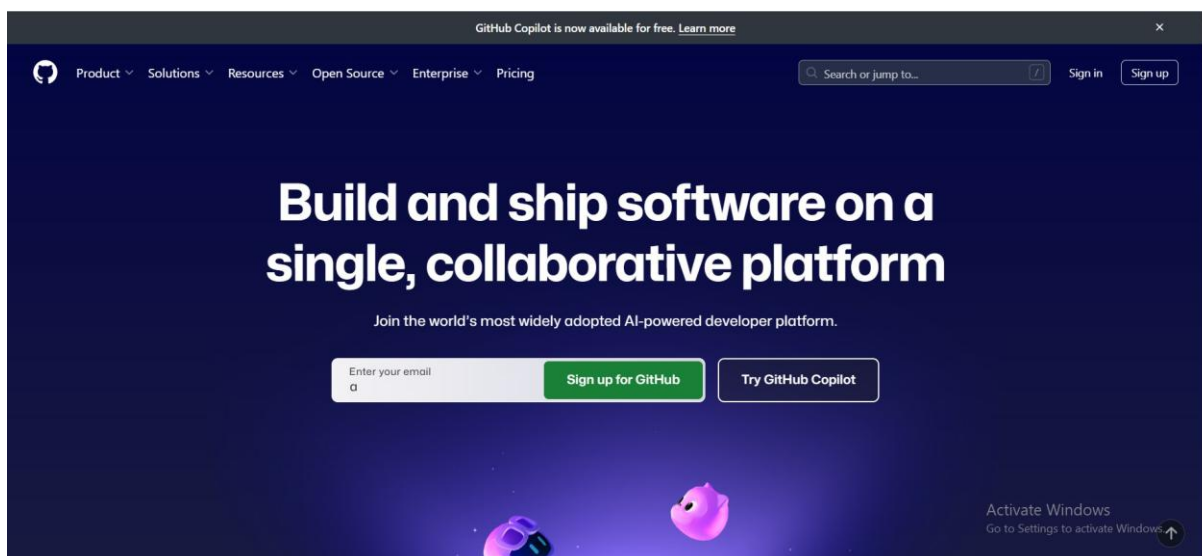 GitHub Copilot is now available for free. Learn more
Product Solutions Resources Open Source Enterprise Pricing Search or jump to... / Sign in Sign up
Build and ship software on a
single, collaborative platform
Join the world's most widely adopted AI-powered developer platform.
Enter your email
a
Sign up for GitHub Try GitHub Copilot
Activate Windows
Go to Settings to activate Windows.